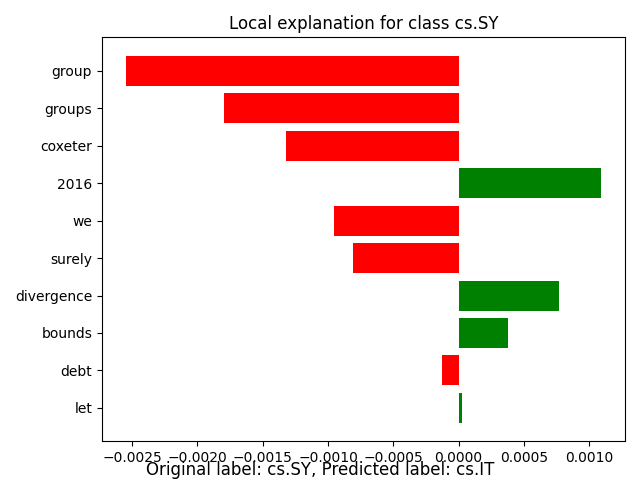 Local explanation for class cs.SY
group
groups
coxeter
2016
we
surely
divergence
bounds
debt
let
−0.0025 −0.0020 −0.0015 −0.0010 −0.0005 0.0000 0.0005 0.0010
Original label: cs.SY, Predicted label: cs.IT